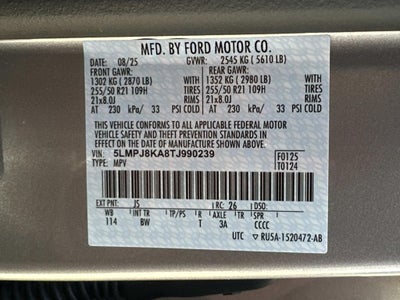 MFD. BY FORD MOTOR CO.
DATE: 08/25 GVWR: 2545 KG ( 5610 LB)
FRONT GAWR: REAR GAWR:
1302 KG ( 2870 LB) 1352 KG ( 2980 LB)
255/50 R21 109H TIRES 255/50 R21 109H
21x8.0J RIMS 21x8.0J
AT 230 kPa/ 33 PSI COLD AT 230 kPa/ 33 PSI COLD
THIS VEHICLE CONFORMS TO ALL APPLICABLE FEDERAL MOTOR
VEHICLE SAFETY AND THEFT PREVENTION STANDARDS IN EFFECT ON
THE DATE OF MANUFACTURE SHOWN ABOVE.
VIN: 5LMPJ8KA8TJ990239
TYPE: MPV
F0125
T0124
EXT PNT: JS RC: 26 DSO:
WB INT TR TP/PS R AXLE TR SPR
114 BW T 3A CCCC
UTC RU5A-1520472-AB